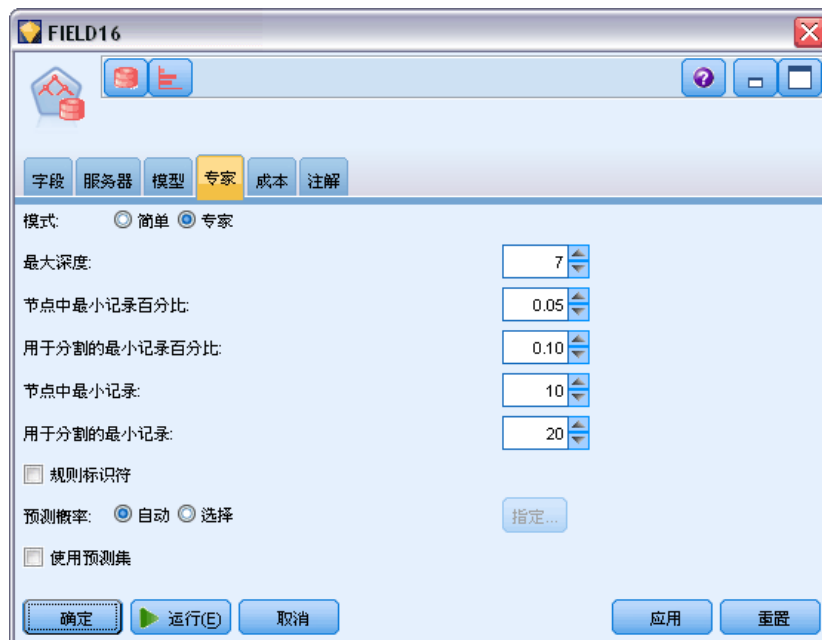 FIELD16
字段 服务器 模型 专家 成本 注解
模式: 简单 专家
最大深度: 7
节点中最小记录百分比: 0.05
用于分割的最小记录百分比: 0.10
节点中最小记录: 10
用于分割的最小记录: 20
规则标识符
预测概率: 自动 选择 指定...
使用预测集
确定 运行(E) 取消 应用 重置